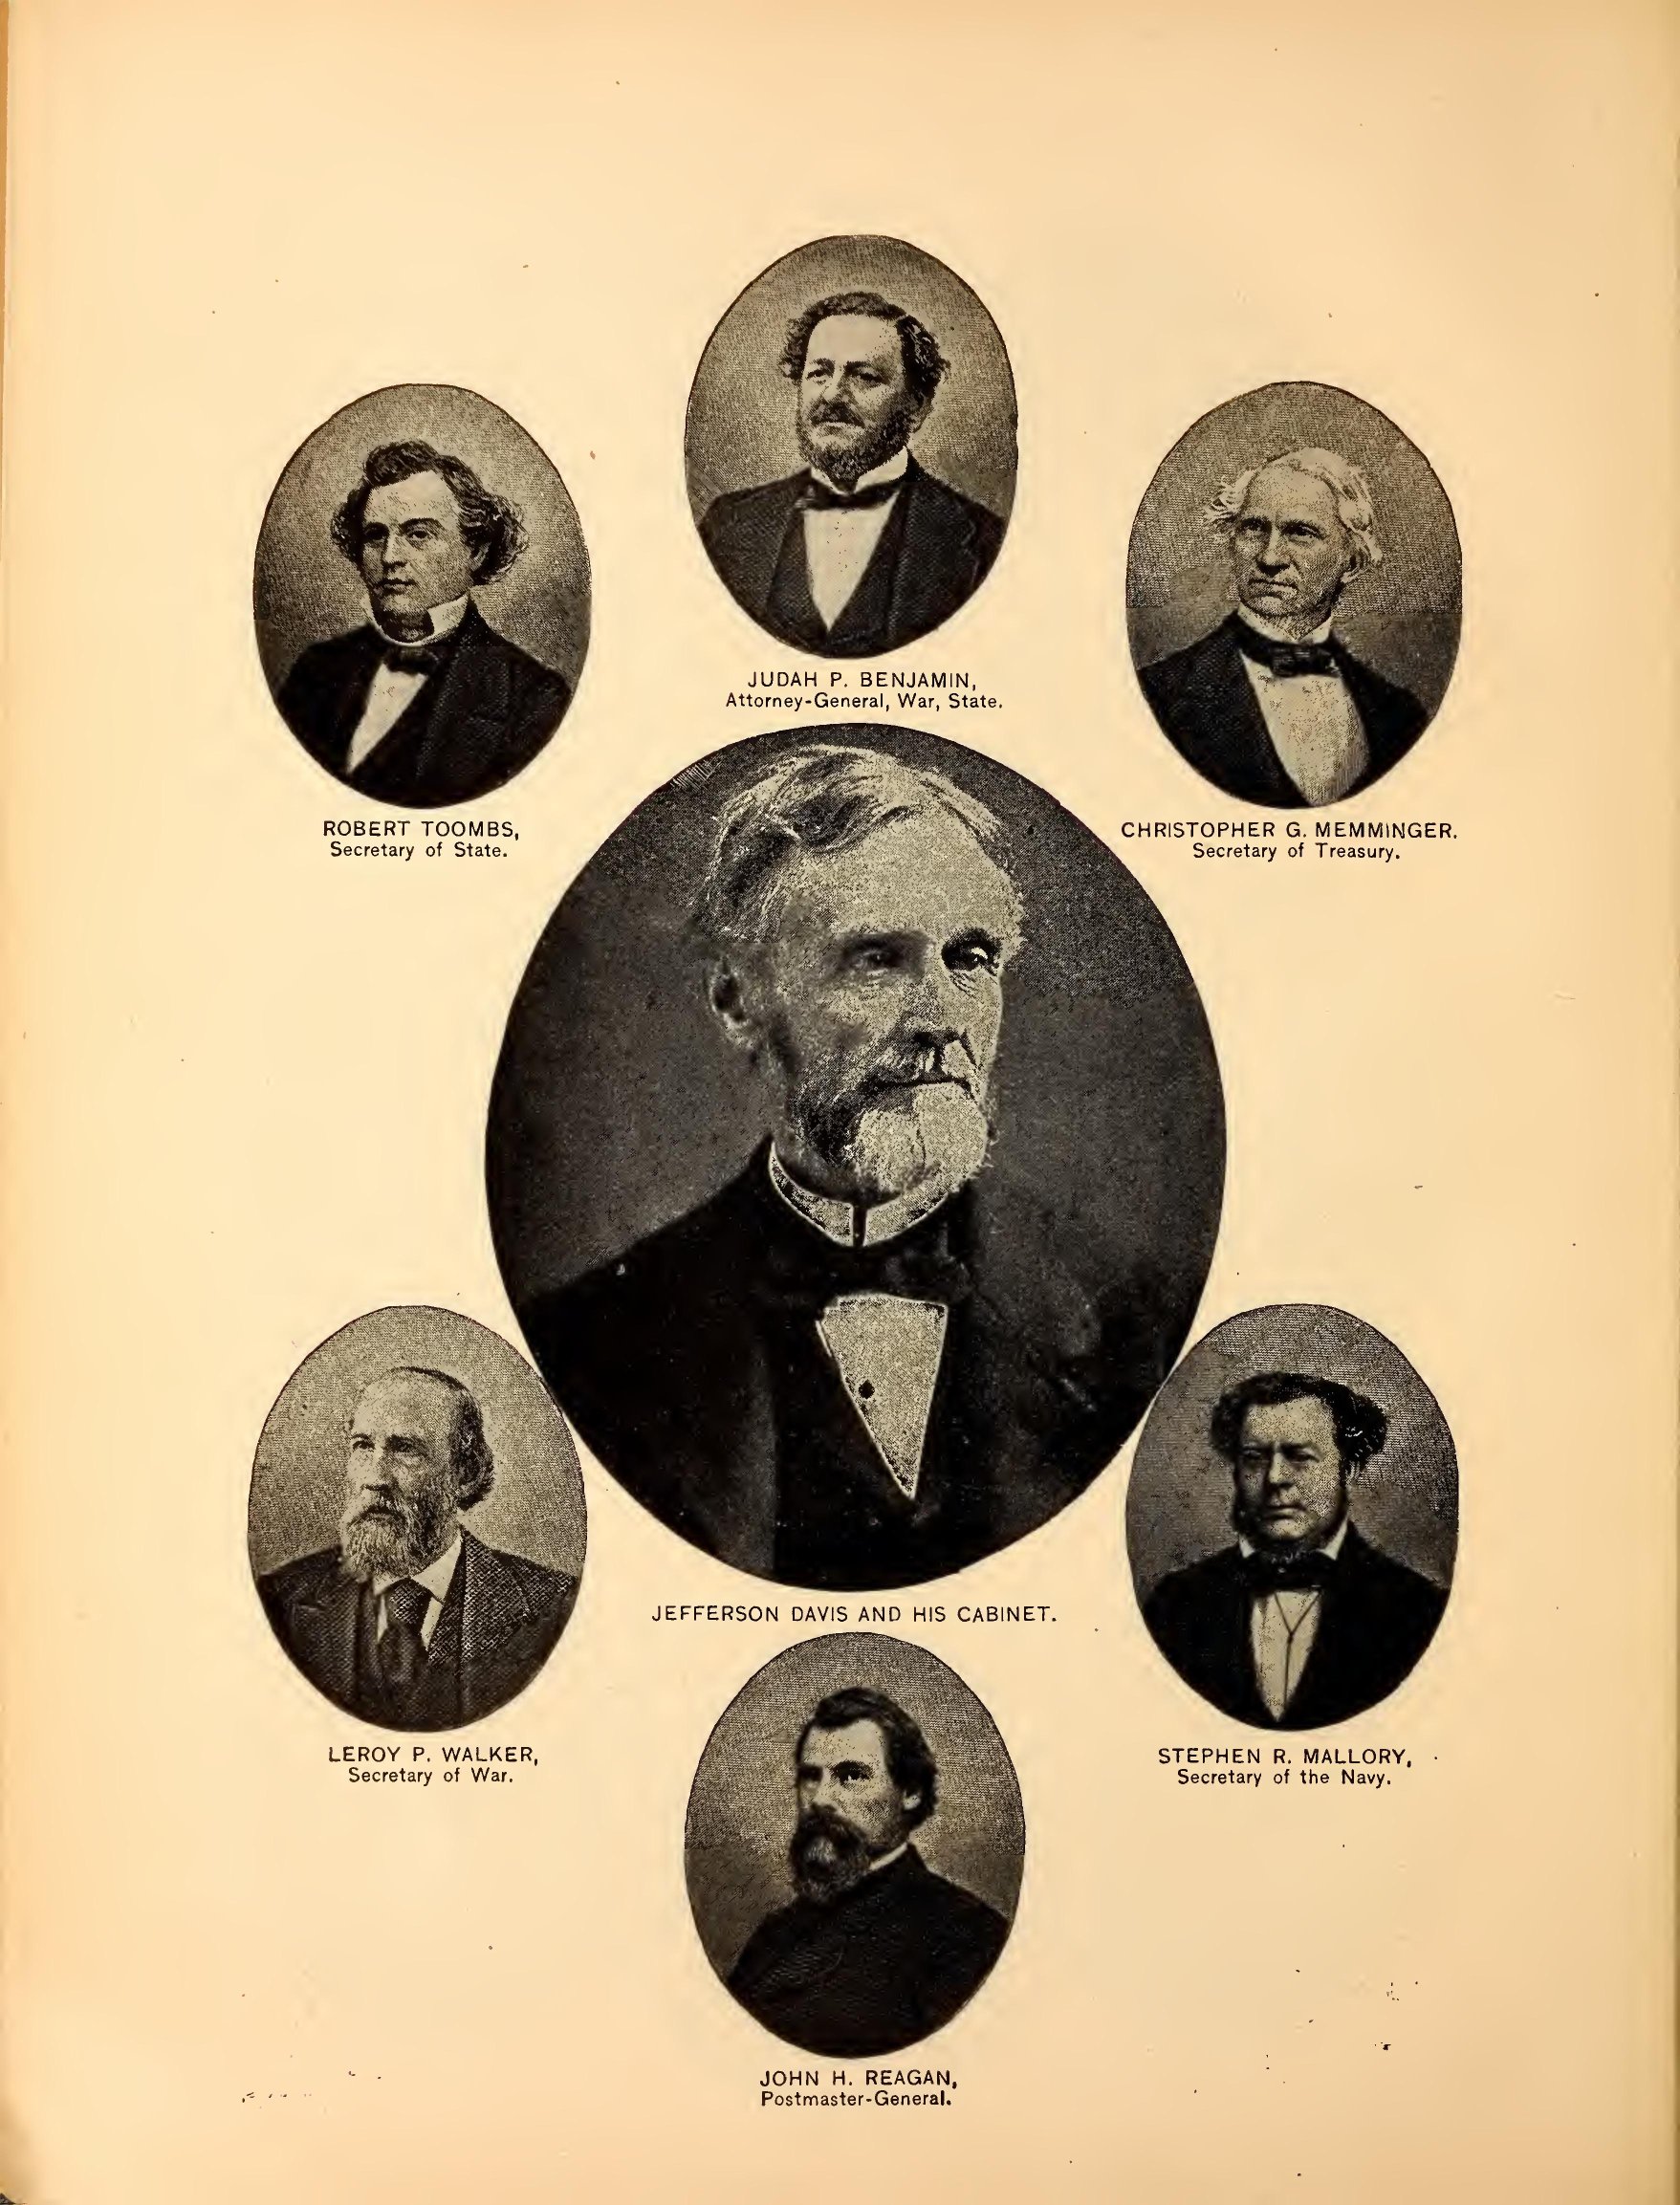 JUDAH P. BENJAMIN,
Attorney-General, War, State.
ROBERT TOOMBS,
Secretary of State.
CHRISTOPHER G. MEMMINGER.
Secretary of Treasury.
JEFFERSON DAVIS AND HIS CABINET.
LEROY P. WALKER,
Secretary of War.
STEPHEN R. MALLORY,
Secretary of the Navy.
JOHN H. REAGAN,
Postmaster-General.